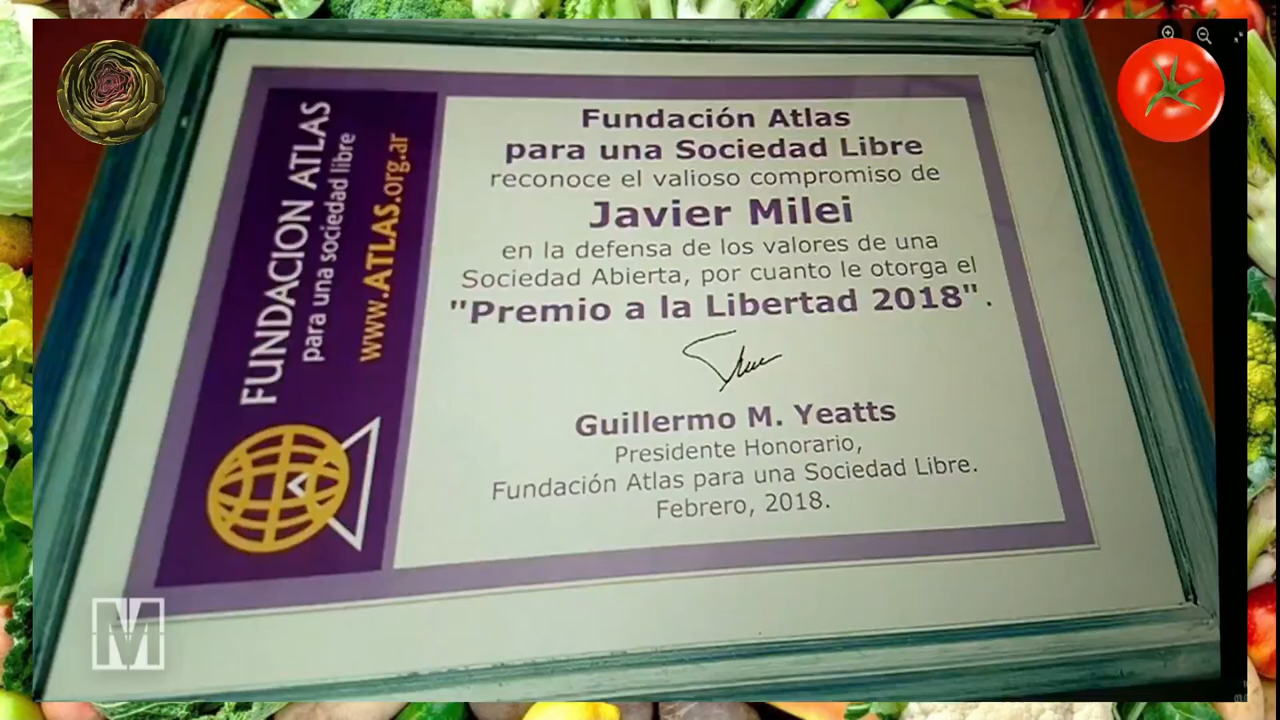 FUNDACION ATLAS
para una sociedad libre
www.ATLAS.org.ar
Fundación Atlas
para una Sociedad Libre
reconoce el valioso compromiso de
Javier Milei
en la defensa de los valores de una
Sociedad Abierta, por cuanto le otorga el
"Premio a la Libertad 2018".
Guillermo M. Yeatts
Presidente Honorario,
Fundación Atlas para una Sociedad Libre.
Febrero, 2018.
M